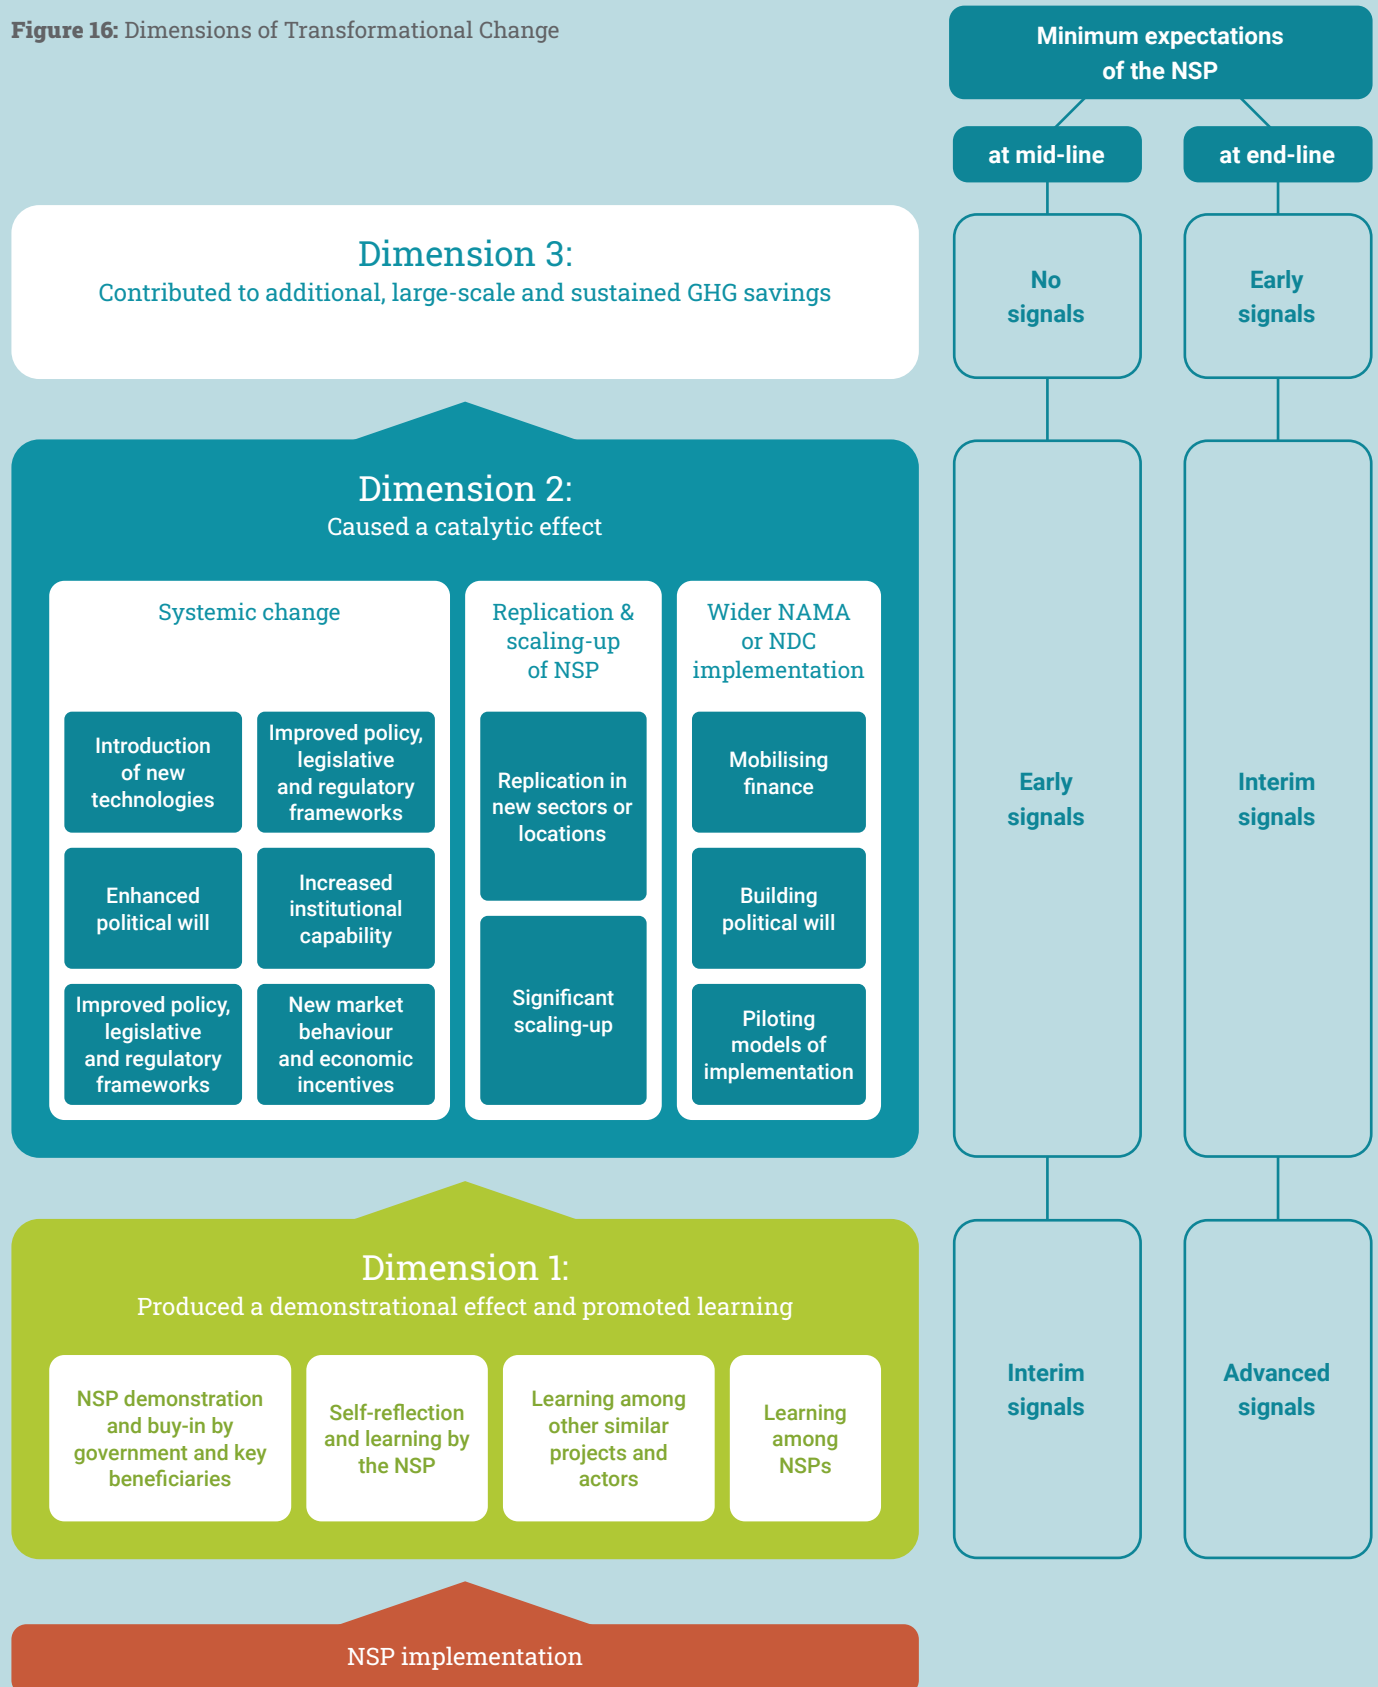 Figure 16: Dimensions of Transformational Change
Minimum expectations
of the NSP
at mid-line
at end-line
Dimension 3:
Contributed to additional, large-scale and sustained GHG savings
No
signals
Early
signals
Dimension 2:
Caused a catalytic effect
Systemic change
Introduction
of new
technologies
Improved policy,
legislative
and regulatory
frameworks
Enhanced
political will
Increased
institutional
capability
Improved policy,
legislative
and regulatory
frameworks
New market
behaviour
and economic
incentives
Replication &
scaling-up
of NSP
Replication in
new sectors or
locations
Significant
scaling-up
Wider NAMA
or NDC
implementation
Mobilising
finance
Building
political will
Piloting
models of
implementation
Early
signals
Interim
signals
Dimension 1:
Produced a demonstrational effect and promoted learning
NSP demonstration
and buy-in by
government and key
beneficiaries
Self-reflection
and learning by
the NSP
Learning among
other similar
projects and
actors
Learning
among
NSPs
Interim
signals
Advanced
signals
NSP implementation